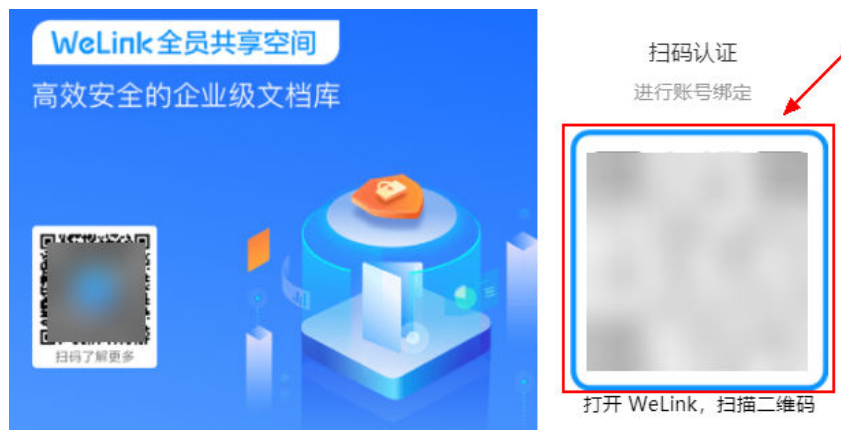 WeLink全员共享空间
高效安全的企业级文档库
扫码了解更多
扫码认证
进行账号绑定
打开 WeLink，扫描二维码